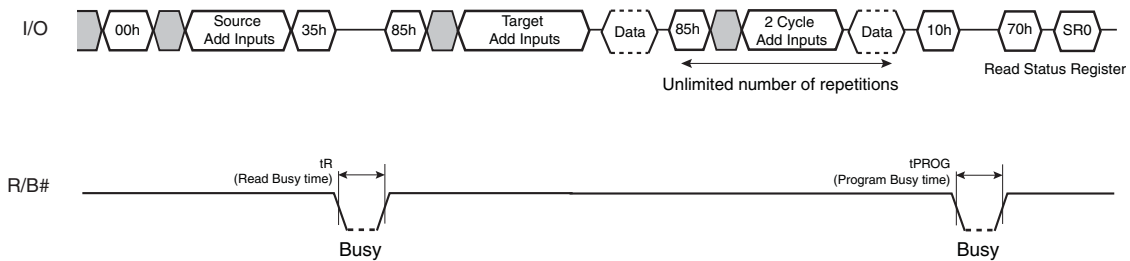 I/O
00h
Source
Add Inputs
35h
85h
Target
Add Inputs
Data
85h
2 Cycle
Add Inputs
Data
10h
70h
SR0
Unlimited number of repetitions
Read Status Register
R/B#
tR
(Read Busy time)
Busy
tPROG
(Program Busy time)
Busy